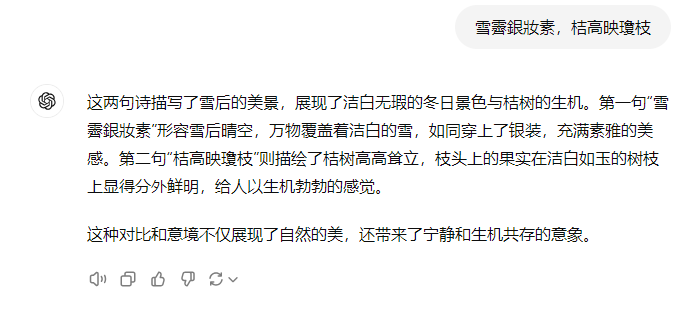 雪霽銀妝素，桔高映瓊枝
这两句诗描写了雪后的美景，展现了洁白无瑕的冬日景色与桔树的生机。第一句“雪
霽銀妝素”形容雪后晴空，万物覆盖着洁白的雪，如同穿上了银装，充满素雅的美
感。第二句“桔高映瓊枝”则描绘了桔树高高耸立，枝头上的果实在洁白如玉的树枝
上显得分外鲜明，给人以生机勃勃的感觉。
这种对比和意境不仅展现了自然的美，还带来了宁静和生机共存的意象。